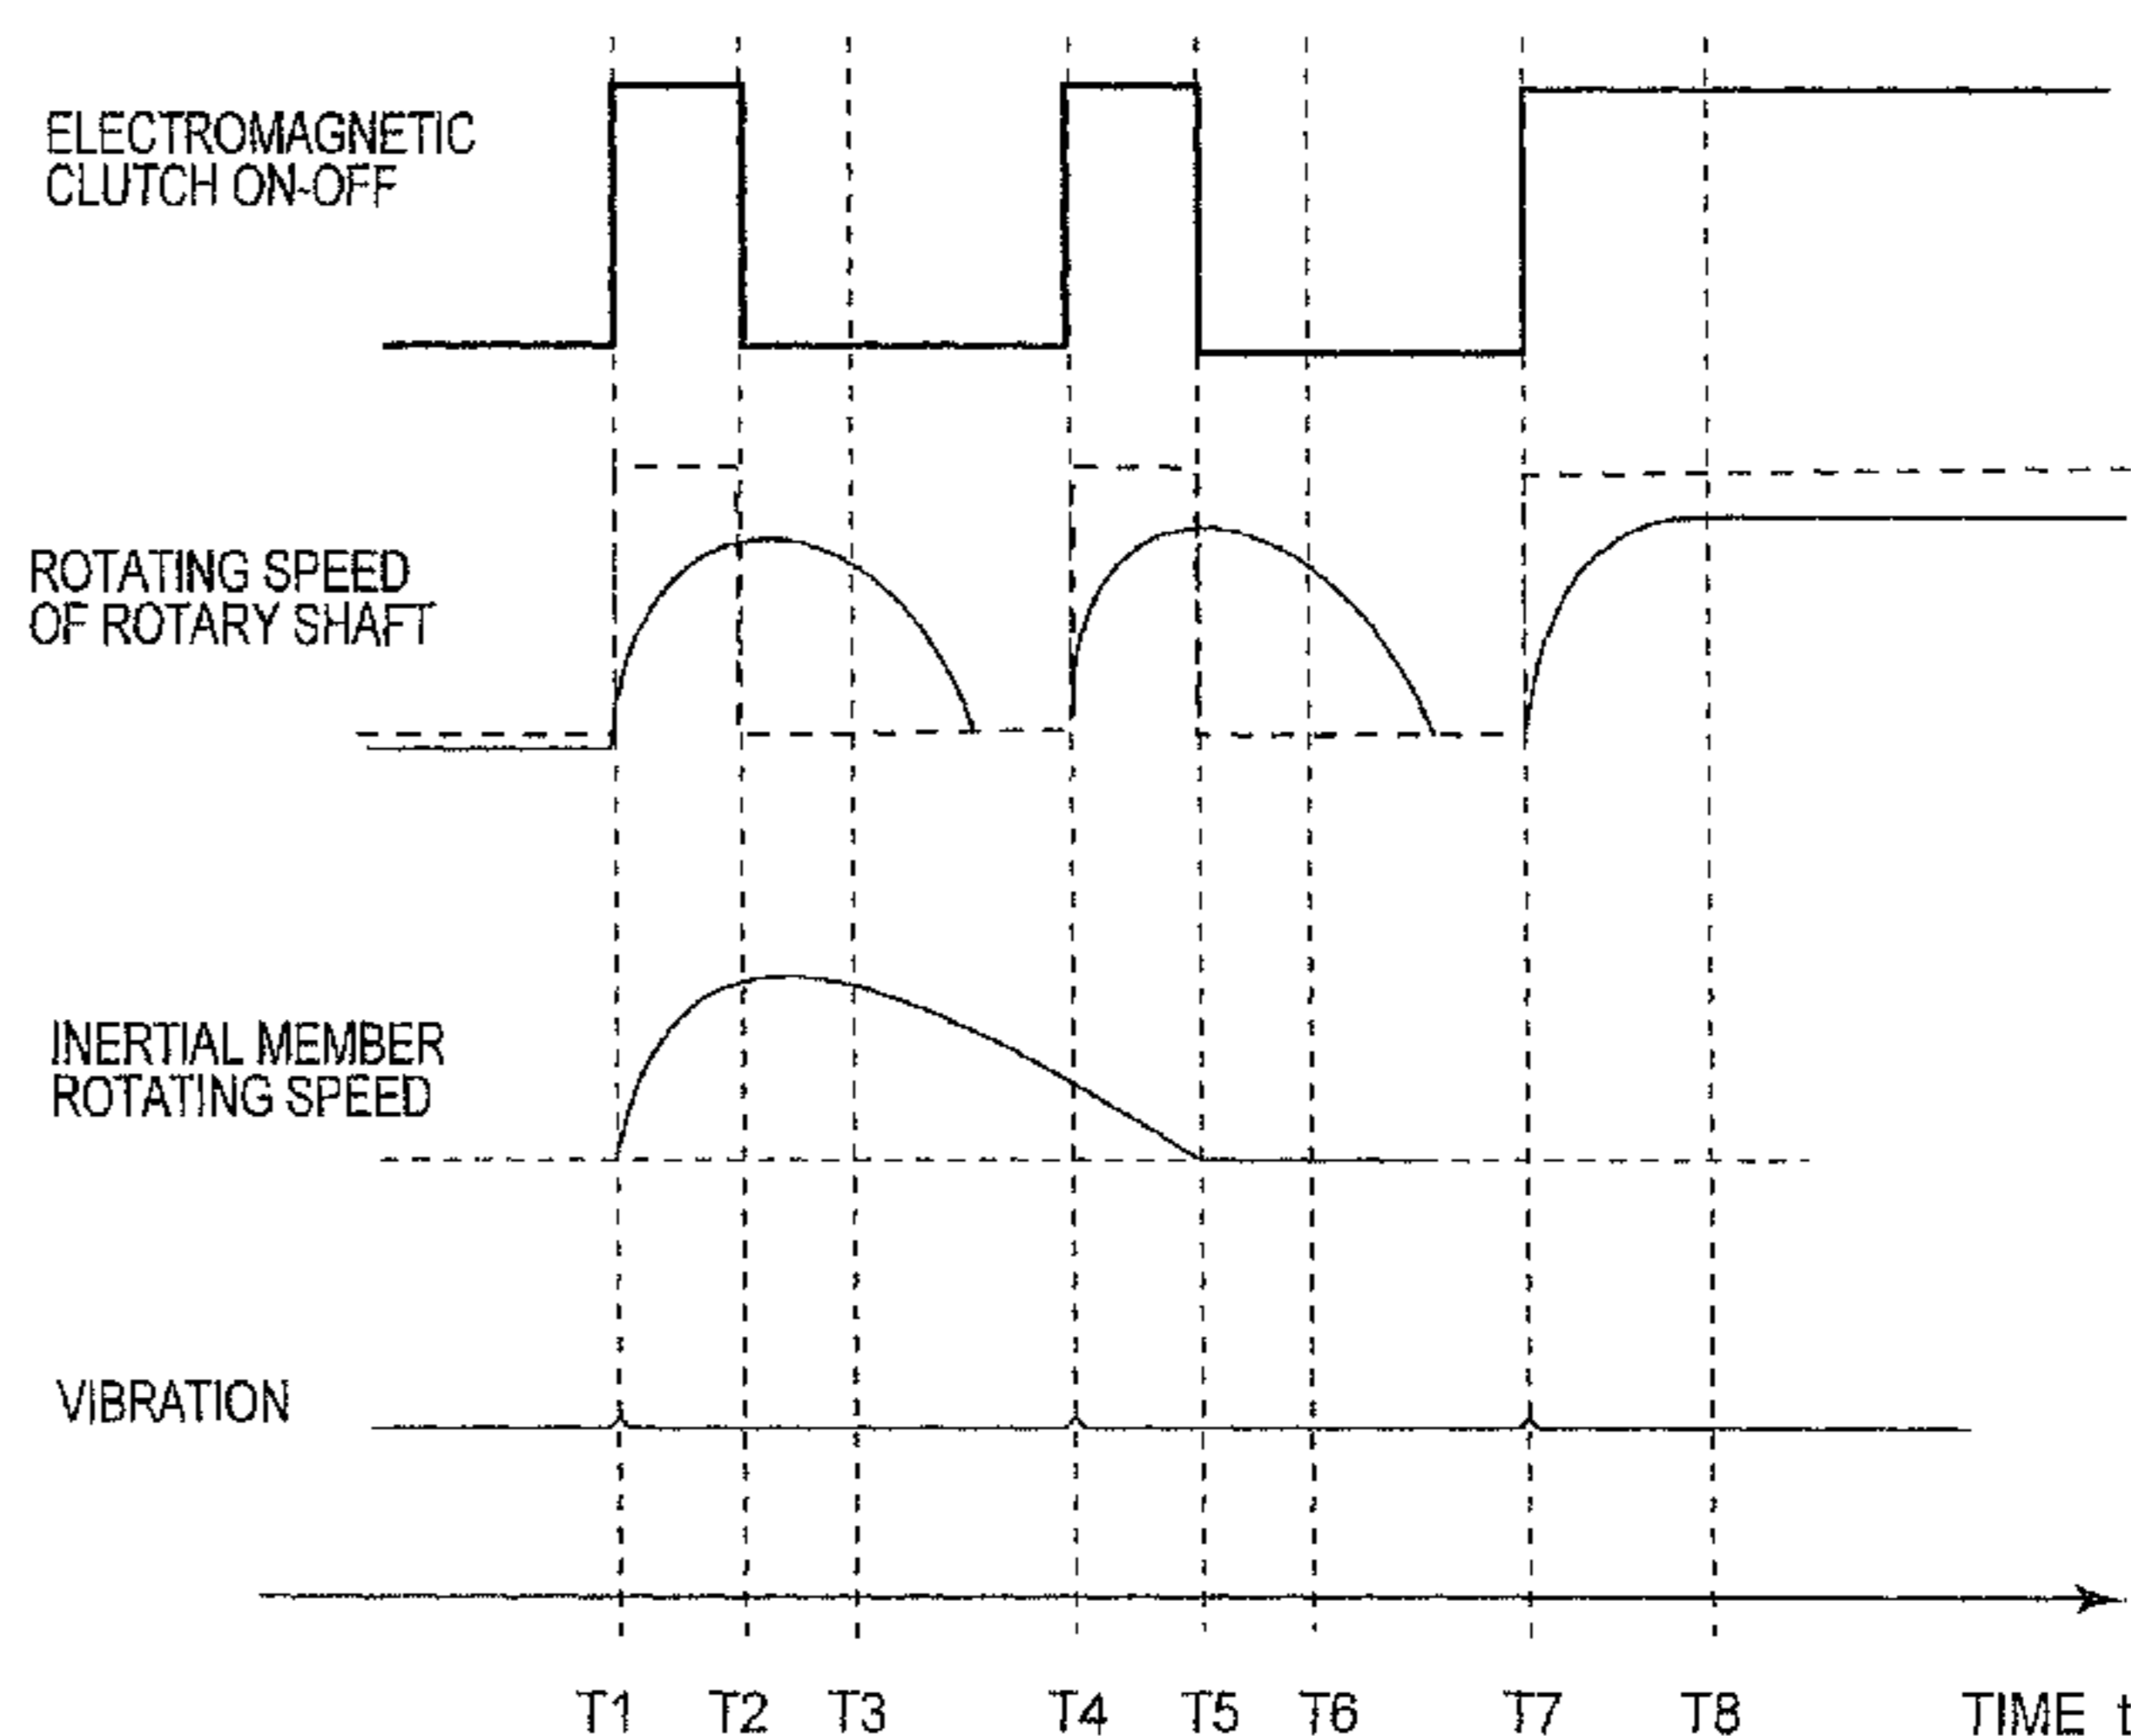 ELECTROMAGNETIC
CLUTCH ON-OFF
ROTATING SPEED
OF ROTARY SHAFT
INERTIAL MEMBER
ROTATING SPEED
VIBRATION
T1 T2 T3 T4 T5 T6 T7 T8 TIME t